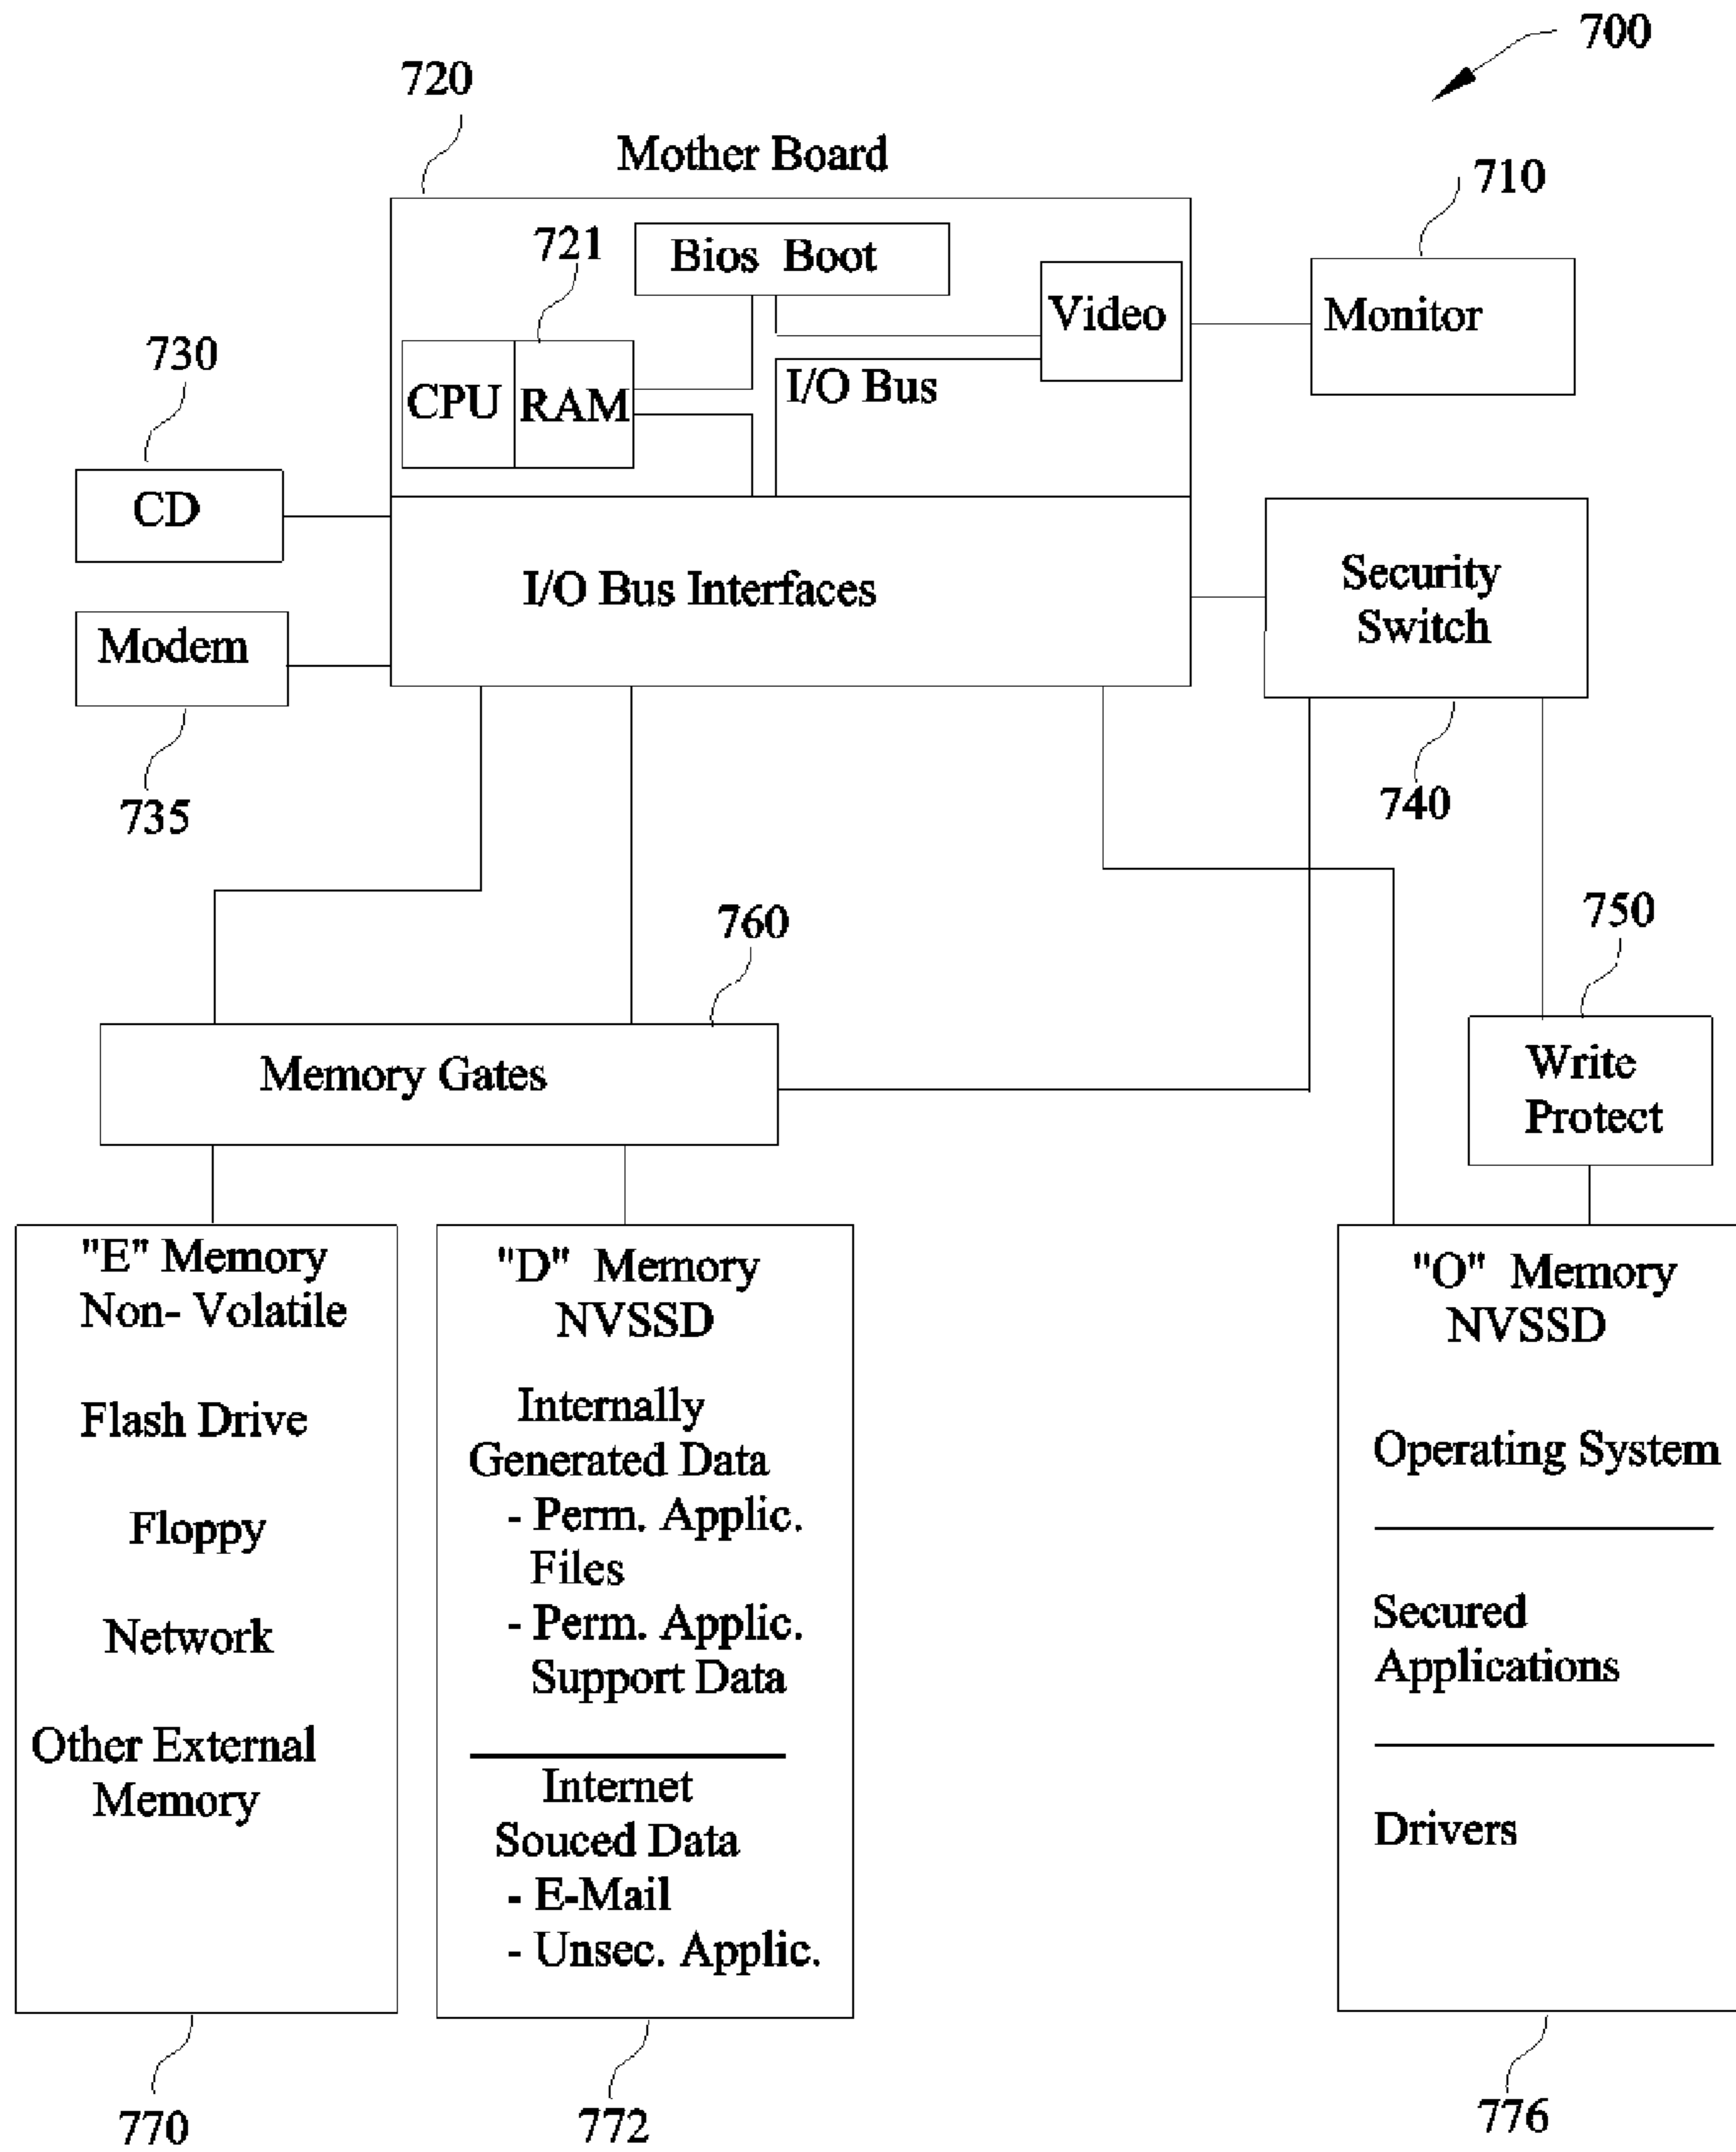 700
720
Mother Board
710
721
Bios Boot
Video
Monitor
730
CPU
RAM
I/O Bus
CD
I/O Bus Interfaces
Security
Switch
Modem
735
740
760
750
Memory Gates
Write
Protect
"E" Memory
Non- Volatile
Flash Drive
Floppy
Network
Other External
Memory
"D" Memory
NVSSD
Internally
Generated Data
- Perm. Applic.
Files
- Perm. Applic.
Support Data
Internet
Souced Data
- E-Mail
- Unsec. Applic.
"O" Memory
NVSSD
Operating System
Secured
Applications
Drivers
770
772
776